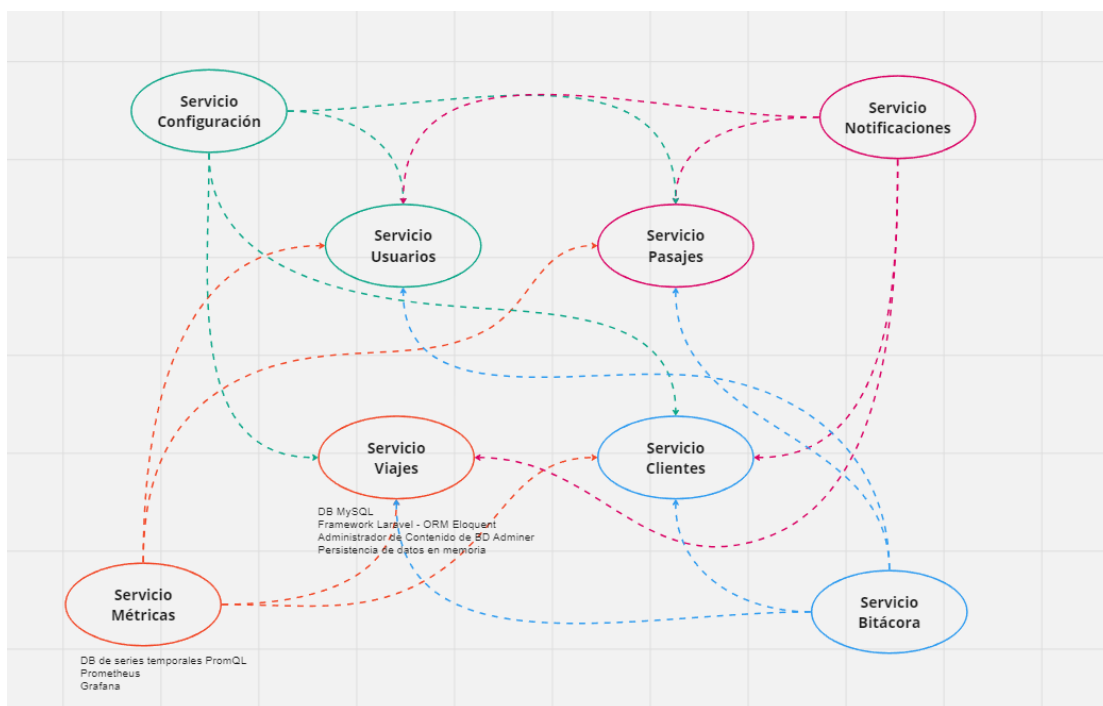 Servicio
Configuración
Servicio
Notificaciones
Servicio
Usuarios
Servicio
Pasajes
Servicio
Viajes
Servicio
Clientes
DB MySQL
Framework Laravel - ORM Eloquent
Administrador de Contenido de BD Adminer
Persistencia de datos en memoria
Servicio
Métricas
Servicio
Bitácora
DB de series temporales PromQL
Prometheus
Grafana